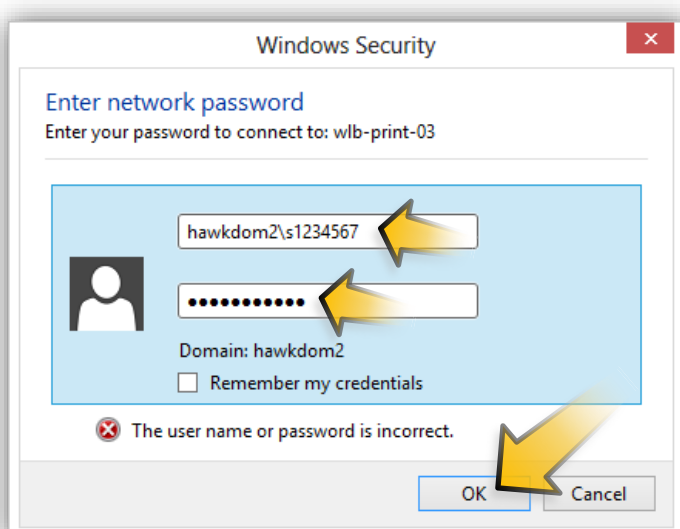 Windows Security
Enter network password
Enter your password to connect to: wlb-print-03
hawkdom2\s1234567
●●●●●●●●●●●
Domain: hawkdom2
Remember my credentials
The user name or password is incorrect.
OK Cancel